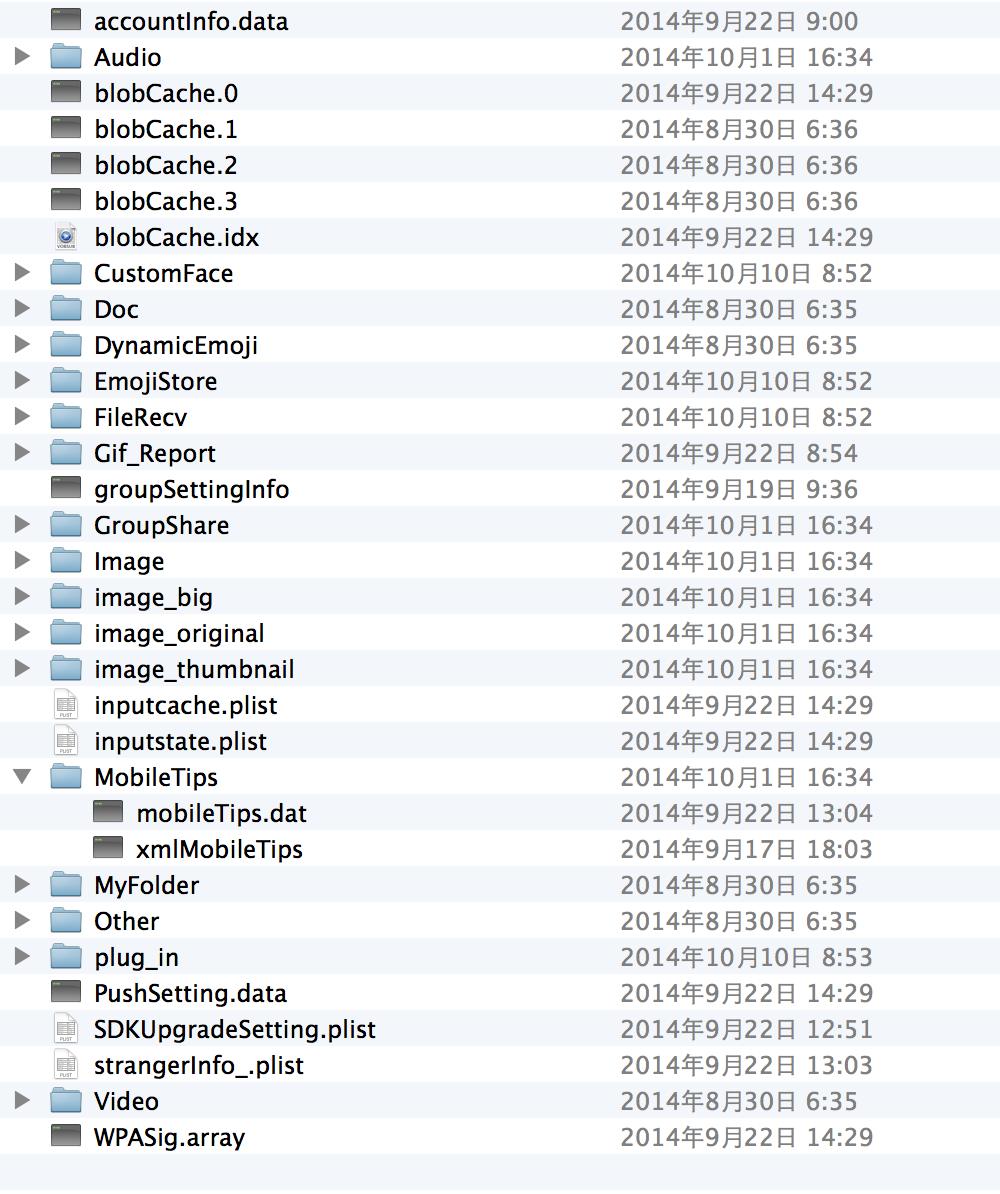 accountInfo.data 2014年9月22日 9:00
Audio 2014年10月1日 16:34
blobCache.0 2014年9月22日 14:29
blobCache.1 2014年8月30日 6:36
blobCache.2 2014年8月30日 6:36
blobCache.3 2014年8月30日 6:36
blobCache.idx 2014年9月22日 14:29
CustomFace 2014年10月10日 8:52
Doc 2014年8月30日 6:35
DynamicEmoji 2014年8月30日 6:35
EmojiStore 2014年10月10日 8:52
FileRecv 2014年10月10日 8:52
Gif_Report 2014年9月22日 8:54
groupSettingInfo 2014年9月19日 9:36
GroupShare 2014年10月1日 16:34
Image 2014年10月1日 16:34
image_big 2014年10月1日 16:34
image_original 2014年10月1日 16:34
image_thumbnail 2014年10月1日 16:34
inputcache.plist 2014年9月22日 14:29
inputstate.plist 2014年9月22日 14:29
MobileTips 2014年10月1日 16:34
mobileTips.dat 2014年9月22日 13:04
xmlMobileTips 2014年9月17日 18:03
MyFolder 2014年8月30日 6:35
Other 2014年8月30日 6:35
plug_in 2014年10月10日 8:53
PushSetting.data 2014年9月22日 14:29
SDKUpgradeSetting.plist 2014年9月22日 12:51
strangerInfo_.plist 2014年9月22日 13:03
Video 2014年8月30日 6:35
WPASig.array 2014年9月22日 14:29